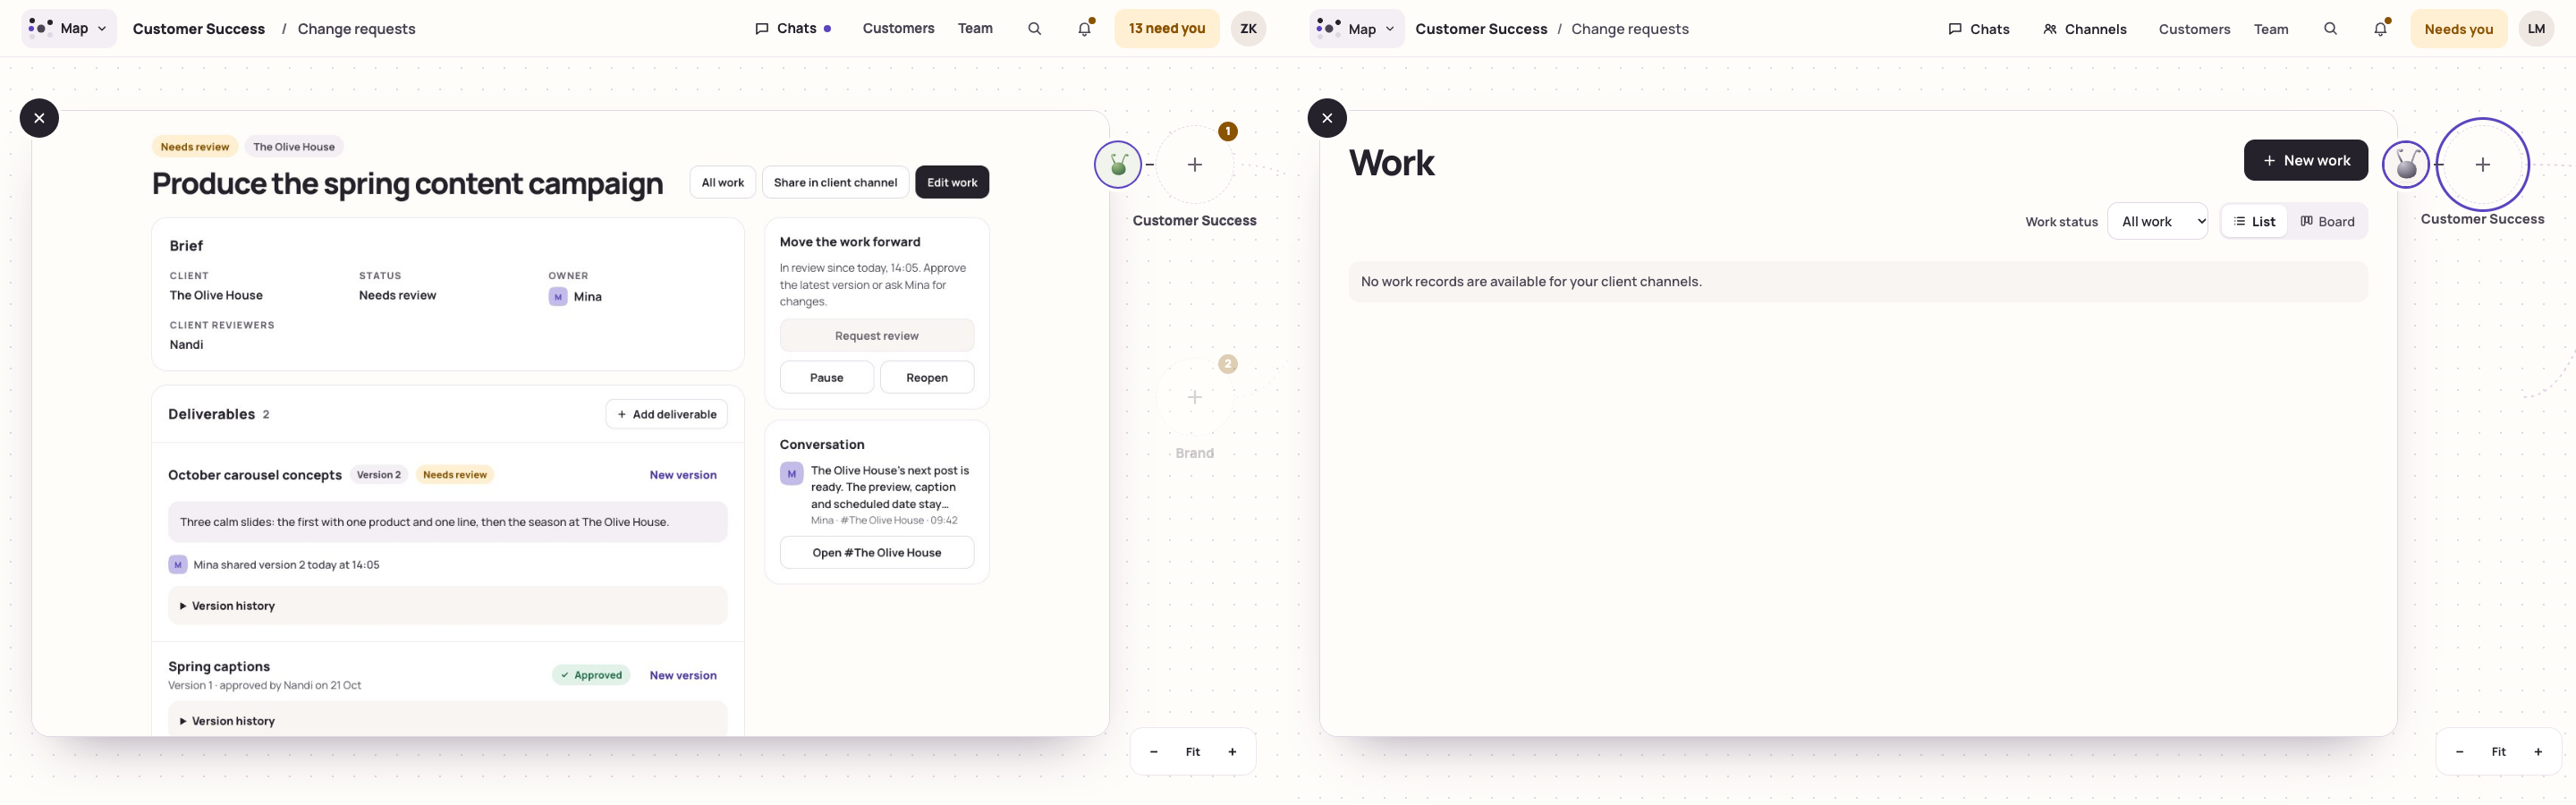 Map
Customer Success / Change requests
Chats
Customers
Team
13 need you
ZK
Needs review
The Olive House
Produce the spring content campaign
All work
Share in client channel
Edit work
Brief
CLIENT
The Olive House
STATUS
Needs review
OWNER
M Mina
CLIENT REVIEWERS
Nandi
Deliverables 2
+ Add deliverable
October carousel concepts
Version 2
Needs review
New version
Three calm slides: the first with one product and one line, then the season at The Olive House.
M Mina shared version 2 today at 14:05
Version history
Spring captions
Version 1 · approved by Nandi on 21 Oct
✓ Approved
New version
Version history
Move the work forward
In review since today, 14:05. Approve
the latest version or ask Mina for
changes.
Request review
Pause
Reopen
Conversation
M
The Olive House's next post is
ready. The preview, caption
and scheduled date stay…
Mina · #The Olive House · 09:42
Open #The Olive House
1
+
Customer Success
2
+
Brand
− Fit +
Map
Customer Success / Change requests
Chats
Channels
Customers
Team
Needs you
LM
Work
+ New work
Work status
All work
List
Board
No work records are available for your client channels.
+
Customer Success
− Fit +